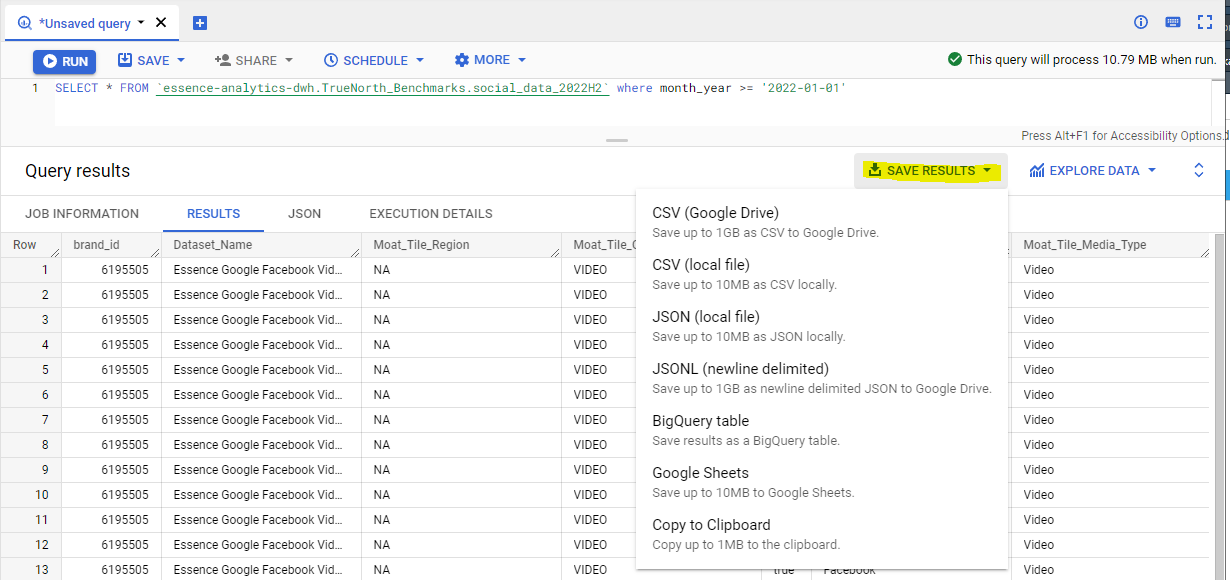 *Unsaved query
RUN SAVE SHARE SCHEDULE MORE This query will process 10.79 MB when run.
1 SELECT * FROM `essence-analytics-dwh.TrueNorth_Benchmarks.social_data_2022H2` where month_year >= '2022-01-01'
Press Alt+F1 for Accessibility Options.
Query results SAVE RESULTS EXPLORE DATA
JOB INFORMATION RESULTS JSON EXECUTION DETAILS
CSV (Google Drive)
Save up to 1GB as CSV to Google Drive.
CSV (local file)
Save up to 10MB as CSV locally.
JSON (local file)
Save up to 10MB as JSON locally.
JSONL (newline delimited)
Save up to 1GB as newline delimited JSON to Google Drive.
BigQuery table
Save results as a BigQuery table.
Google Sheets
Save up to 10MB to Google Sheets.
Copy to Clipboard
Copy up to 1MB to the clipboard.
Row brand_id Dataset_Name Moat_Tile_Region Moat_Tile_Media_Type
1 6195505 Essence Google Facebook Vid... NA VIDEO Video
2 6195505 Essence Google Facebook Vid... NA VIDEO Video
3 6195505 Essence Google Facebook Vid... NA VIDEO Video
4 6195505 Essence Google Facebook Vid... NA VIDEO Video
5 6195505 Essence Google Facebook Vid... NA VIDEO Video
6 6195505 Essence Google Facebook Vid... NA VIDEO Video
7 6195505 Essence Google Facebook Vid... NA VIDEO Video
8 6195505 Essence Google Facebook Vid... NA VIDEO Video
9 6195505 Essence Google Facebook Vid... NA VIDEO Video
10 6195505 Essence Google Facebook Vid... NA VIDEO Video
11 6195505 Essence Google Facebook Vid... NA VIDEO Video
12 6195505 Essence Google Facebook Vid... NA VIDEO Video
13 6195505 Essence Google Facebook Vid... NA VIDEO true Facebook Video